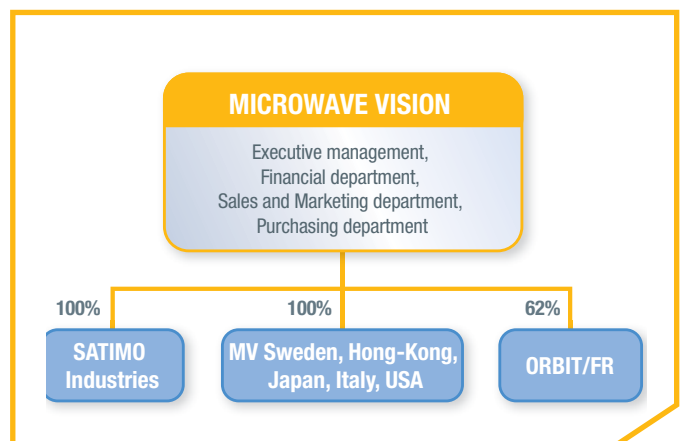 MICROWAVE VISION
Executive management,
Financial department,
Sales and Marketing department,
Purchasing department
100%
100%
62%
SATIMO
Industries
MV Sweden, Hong-Kong,
Japan, Italy, USA
ORBIT/FR